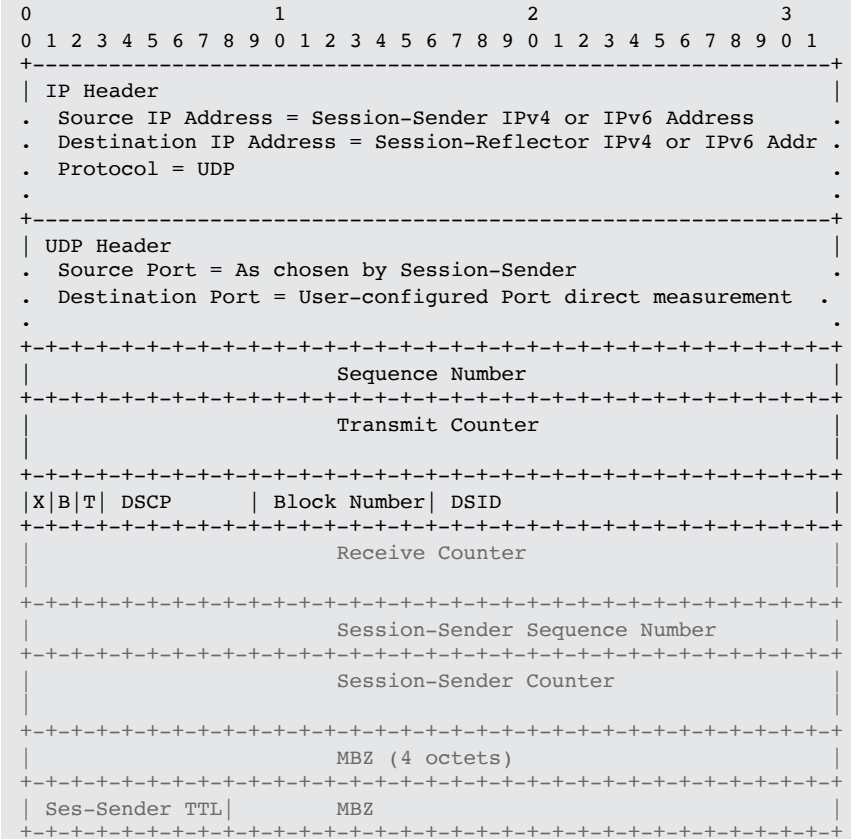 0                   1                   2                   3
0 1 2 3 4 5 6 7 8 9 0 1 2 3 4 5 6 7 8 9 0 1 2 3 4 5 6 7 8 9 0 1
+---------------------------------------------------------------+
| IP Header                                                     |
.  Source IP Address = Session-Sender IPv4 or IPv6 Address      .
.  Destination IP Address = Session-Reflector IPv4 or IPv6 Addr .
.  Protocol = UDP                                               .
.                                                               .
+---------------------------------------------------------------+
| UDP Header                                                    |
.  Source Port = As chosen by Session-Sender                    .
.  Destination Port = User-configured Port direct measurement  .
.                                                               .
+-+-+-+-+-+-+-+-+-+-+-+-+-+-+-+-+-+-+-+-+-+-+-+-+-+-+-+-+-+-+-+-+
|                        Sequence Number                        |
+-+-+-+-+-+-+-+-+-+-+-+-+-+-+-+-+-+-+-+-+-+-+-+-+-+-+-+-+-+-+-+-+
|                        Transmit Counter                       |
|                                                               |
+-+-+-+-+-+-+-+-+-+-+-+-+-+-+-+-+-+-+-+-+-+-+-+-+-+-+-+-+-+-+-+-+
|X|B|T| DSCP      | Block Number| DSID                          |
+-+-+-+-+-+-+-+-+-+-+-+-+-+-+-+-+-+-+-+-+-+-+-+-+-+-+-+-+-+-+-+-+
|                        Receive Counter                        |
|                                                               |
+-+-+-+-+-+-+-+-+-+-+-+-+-+-+-+-+-+-+-+-+-+-+-+-+-+-+-+-+-+-+-+-+
|                        Session-Sender Sequence Number         |
+-+-+-+-+-+-+-+-+-+-+-+-+-+-+-+-+-+-+-+-+-+-+-+-+-+-+-+-+-+-+-+-+
|                        Session-Sender Counter                 |
|                                                               |
+-+-+-+-+-+-+-+-+-+-+-+-+-+-+-+-+-+-+-+-+-+-+-+-+-+-+-+-+-+-+-+-+
|                        MBZ (4 octets)                         |
+-+-+-+-+-+-+-+-+-+-+-+-+-+-+-+-+-+-+-+-+-+-+-+-+-+-+-+-+-+-+-+-+
| Ses-Sender TTL|        MBZ                                    |
+-+-+-+-+-+-+-+-+-+-+-+-+-+-+-+-+-+-+-+-+-+-+-+-+-+-+-+-+-+-+-+-+